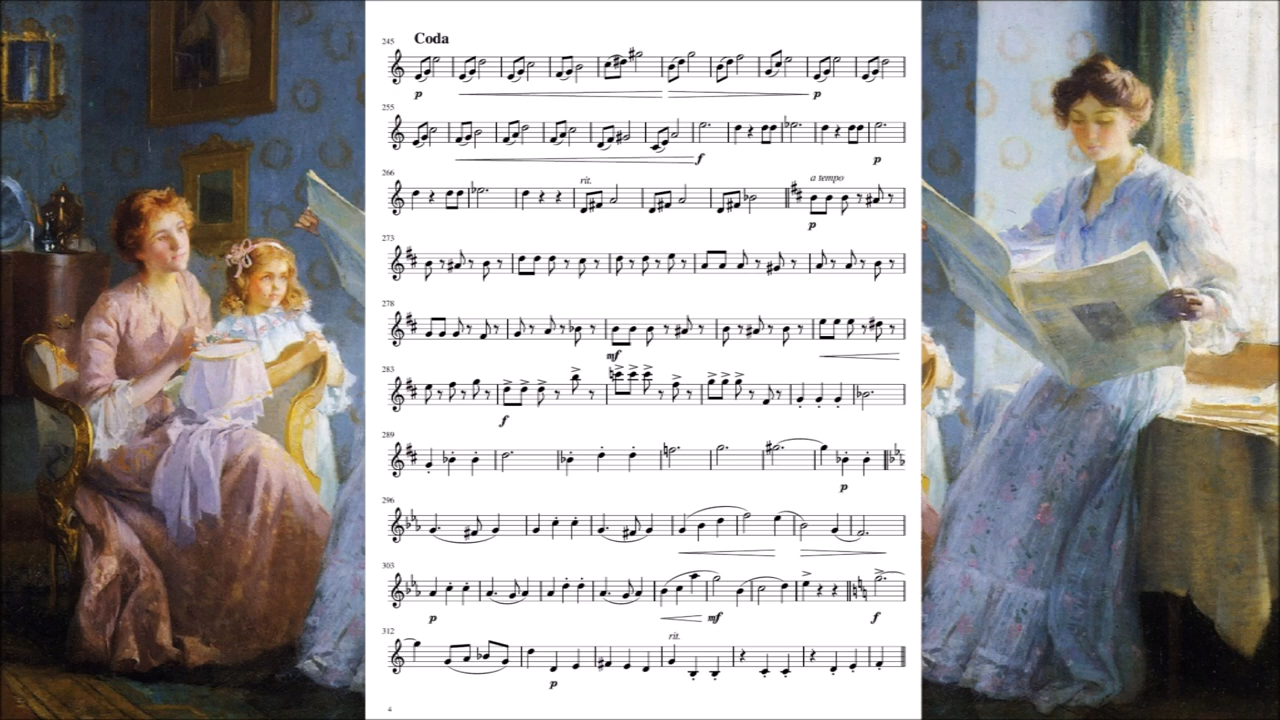 Coda
245
p p
255
f p
266 rit. a tempo
p
273
278
mf
283
f
289
p
296
303
p mf f
312 rit.
p
4